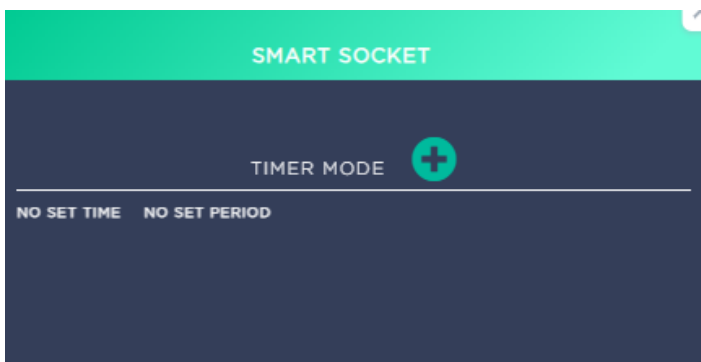 SMART SOCKET
TIMER MODE
NO SET TIME NO SET PERIOD